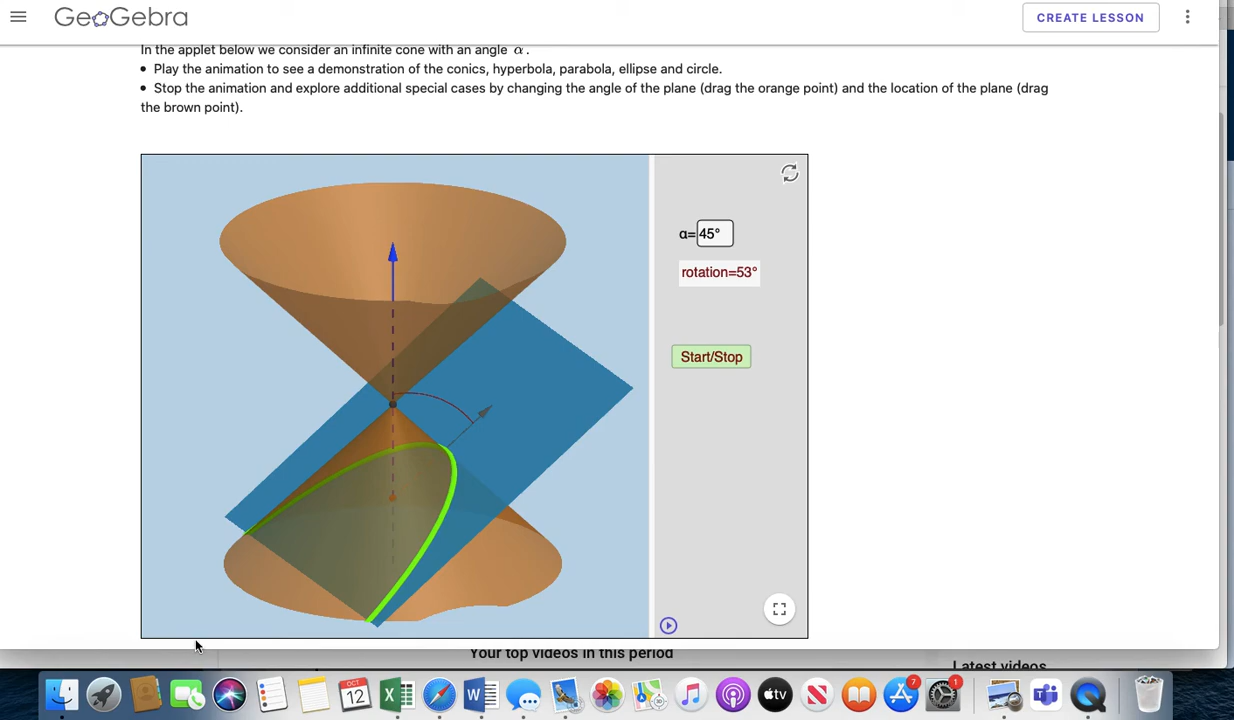 GeoGebra
CREATE LESSON
In the applet below we consider an infinite cone with an angle α .
• Play the animation to see a demonstration of the conics, hyperbola, parabola, ellipse and circle.
• Stop the animation and explore additional special cases by changing the angle of the plane (drag the orange point) and the location of the plane (drag
the brown point).
α= 45°
rotation=53°
Start/Stop
Your top videos in this period
Latest videos
OCT
12
7
1